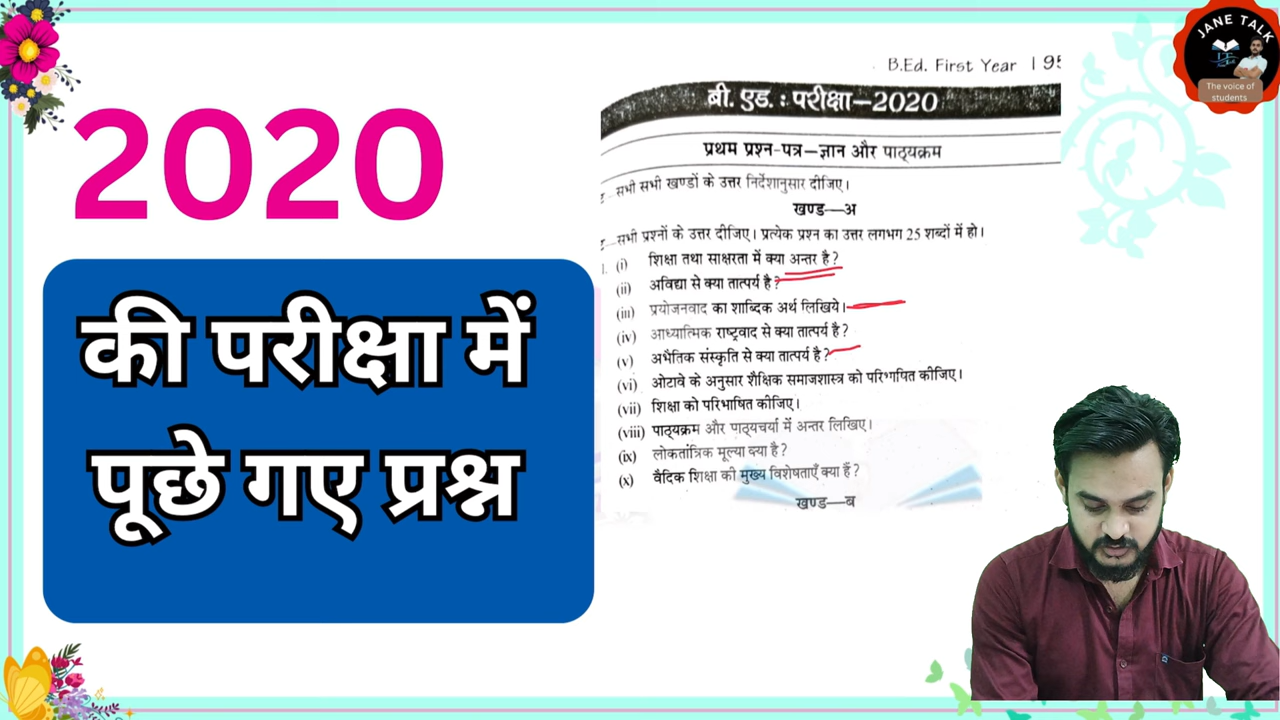 2020
की परीक्षा में
पूछे गए प्रश्न
B.Ed. First Year | 95
बी. एड. : परीक्षा—2020
प्रथम प्रश्न-पत्र—ज्ञान और पाठ्यक्रम
—सभी सभी खण्डों के उत्तर निर्देशानुसार दीजिए।
खण्ड—अ
—सभी प्रश्नों के उत्तर दीजिए। प्रत्येक प्रश्न का उत्तर लगभग 25 शब्दों में हो।
(i) शिक्षा तथा साक्षरता में क्या अन्तर है?
(ii) अविद्या से क्या तात्पर्य है?
(iii) प्रयोजनवाद का शाब्दिक अर्थ लिखिये।
(iv) आध्यात्मिक राष्ट्रवाद से क्या तात्पर्य है?
(v) अभैतिक संस्कृति से क्या तात्पर्य है?
(vi) ओटावे के अनुसार शैक्षिक समाजशास्त्र को परिभाषित कीजिए।
(vii) शिक्षा को परिभाषित कीजिए।
(viii) पाठ्यक्रम और पाठ्यचर्या में अन्तर लिखिए।
(ix) लोकतांत्रिक मूल्या क्या है?
(x) वैदिक शिक्षा की मुख्य विशेषताएँ क्या हैं?
खण्ड—ब
JANE TALK
The voice of
students